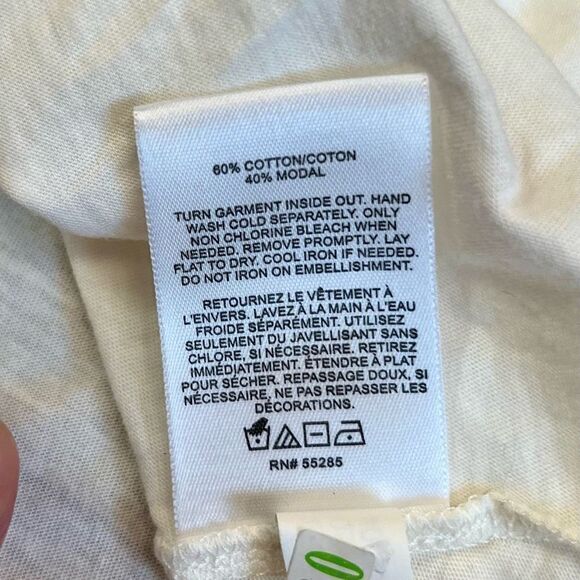 60% COTTON/COTON
40% MODAL
TURN GARMENT INSIDE OUT. HAND
WASH COLD SEPARATELY. ONLY
NON CHLORINE BLEACH WHEN
NEEDED. REMOVE PROMPTLY. LAY
FLAT TO DRY. COOL IRON IF NEEDED.
DO NOT IRON ON EMBELLISHMENT.
RETOURNEZ LE VÊTEMENT À
L'ENVERS. LAVEZ À LA MAIN À L'EAU
FROIDE SÉPARÉMENT. UTILISEZ
SEULEMENT DU JAVELLISANT SANS
CHLORE, SI NÉCESSAIRE. RETIREZ
IMMÉDIATEMENT. ÉTENDRE À PLAT
POUR SÉCHER. REPASSAGE DOUX, SI
NÉCESSAIRE, NE PAS REPASSER LES
DÉCORATIONS.
RN# 55285